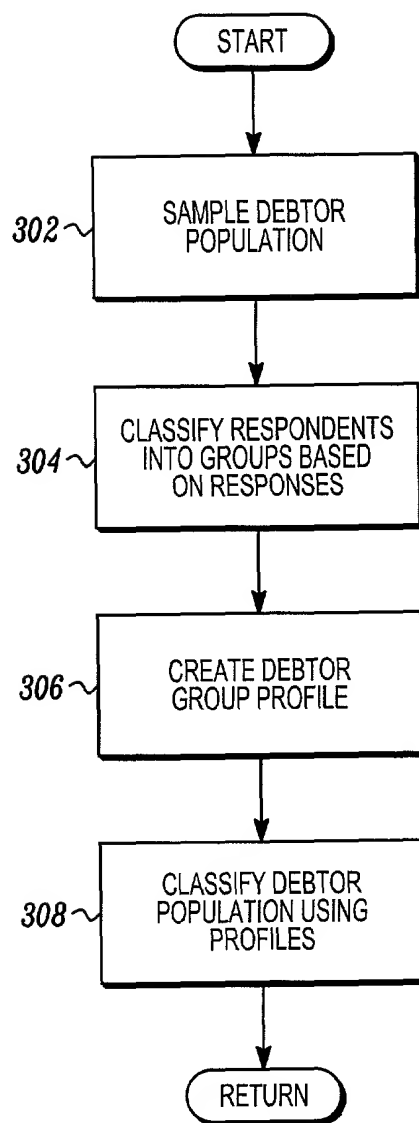 START
302
SAMPLE DEBTOR
POPULATION
304
CLASSIFY RESPONDENTS
INTO GROUPS BASED
ON RESPONSES
306
CREATE DEBTOR
GROUP PROFILE
308
CLASSIFY DEBTOR
POPULATION USING
PROFILES
RETURN